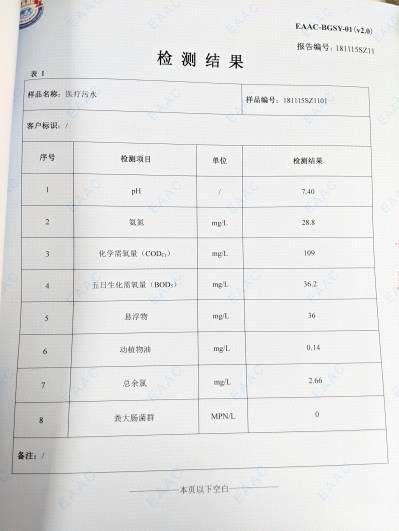 EAAC-BGSY-01(v2.0)
报告编号: 181115SZ11
检测结果
表 1
样品名称: 医疗污水 样品编号: 181115SZ1101
客户标识: /
序号 检测项目 单位 检测结果
1 pH / 7.40
2 氨氮 mg/L 28.8
3 化学需氧量（CODCr） mg/L 109
4 五日生化需氧量（BOD5） mg/L 36.2
5 悬浮物 mg/L 36
6 动植物油 mg/L 0.14
7 总余氯 mg/L 2.66
8 粪大肠菌群 MPN/L 0
备注: /
本页以下空白